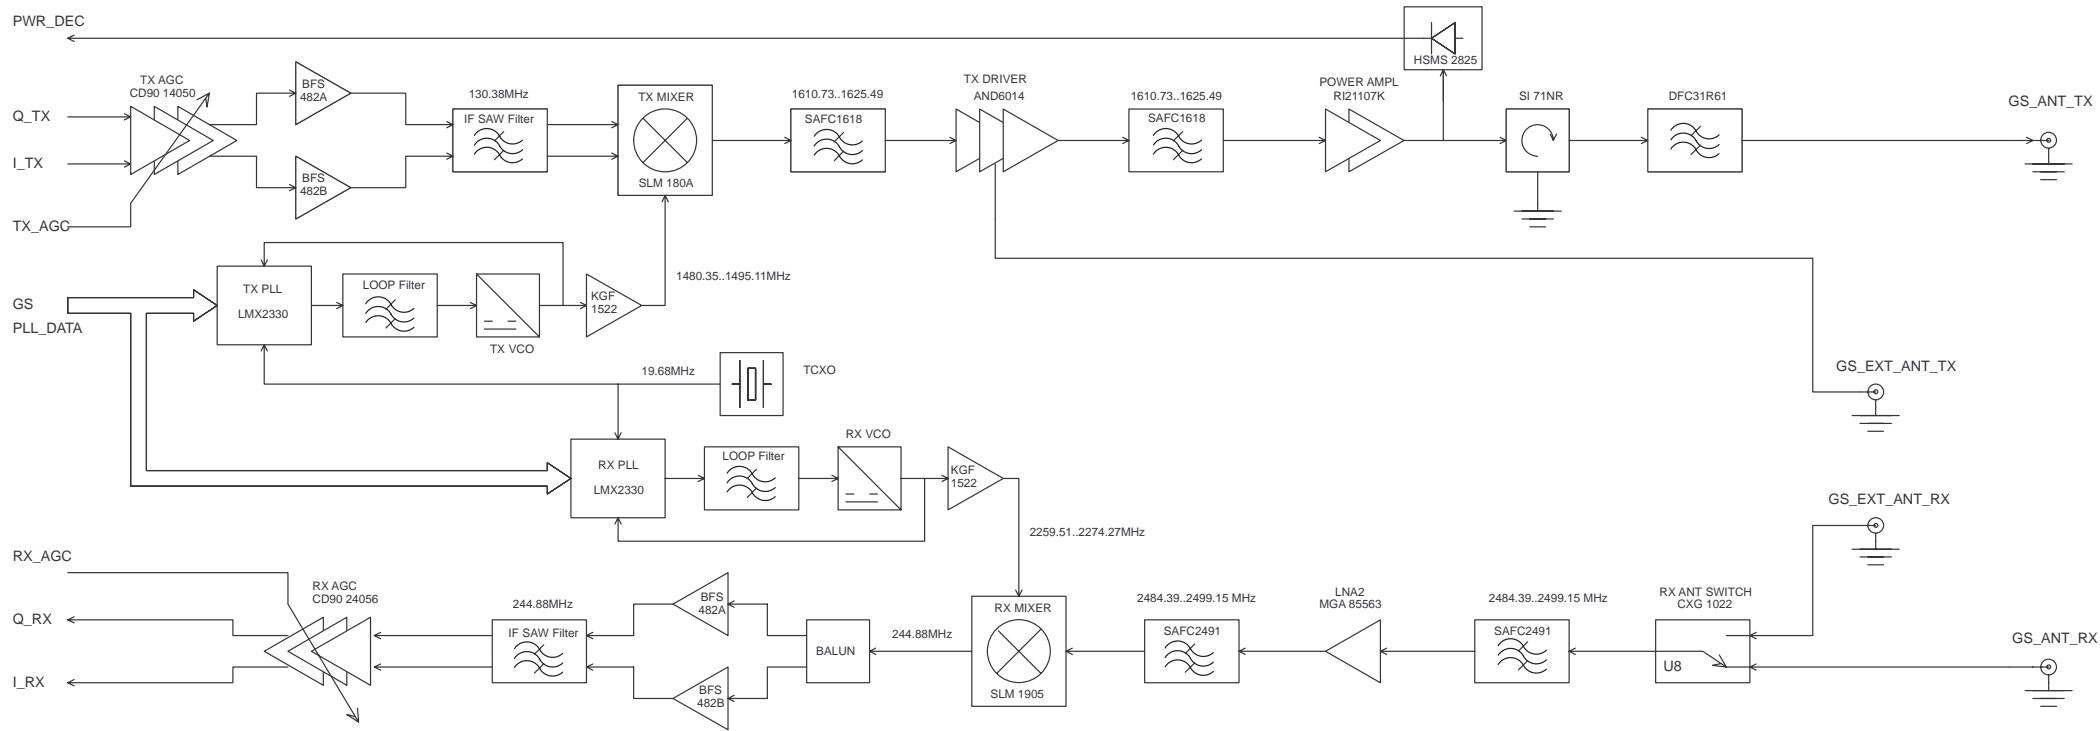 PWR_DEC
HSMS 2825
TX AGC
CD90 14050
BFS
482A
130.38MHz
IF SAW Filter
TX MIXER
SLM 180A
1610.73..1625.49
SAFC1618
TX DRIVER
AND6014
1610.73..1625.49
SAFC1618
POWER AMPL
RI21107K
SI 71NR
DFC31R61
GS_ANT_TX
Q_TX
I_TX
BFS
482B
TX_AGC
GS
PLL_DATA
TX PLL
LMX2330
LOOP Filter
TX VCO
KGF
1522
1480.35..1495.11MHz
19.68MHz
TCXO
GS_EXT_ANT_TX
RX PLL
LMX2330
LOOP Filter
RX VCO
KGF
1522
2259.51..2274.27MHz
GS_EXT_ANT_RX
RX_AGC
Q_RX
I_RX
RX AGC
CD90 24056
244.88MHz
IF SAW Filter
BFS
482A
BFS
482B
BALUN
244.88MHz
RX MIXER
SLM 1905
2484.39..2499.15 MHz
SAFC2491
LNA2
MGA 85563
2484.39..2499.15 MHz
SAFC2491
RX ANT SWITCH
CXG 1022
U8
GS_ANT_RX